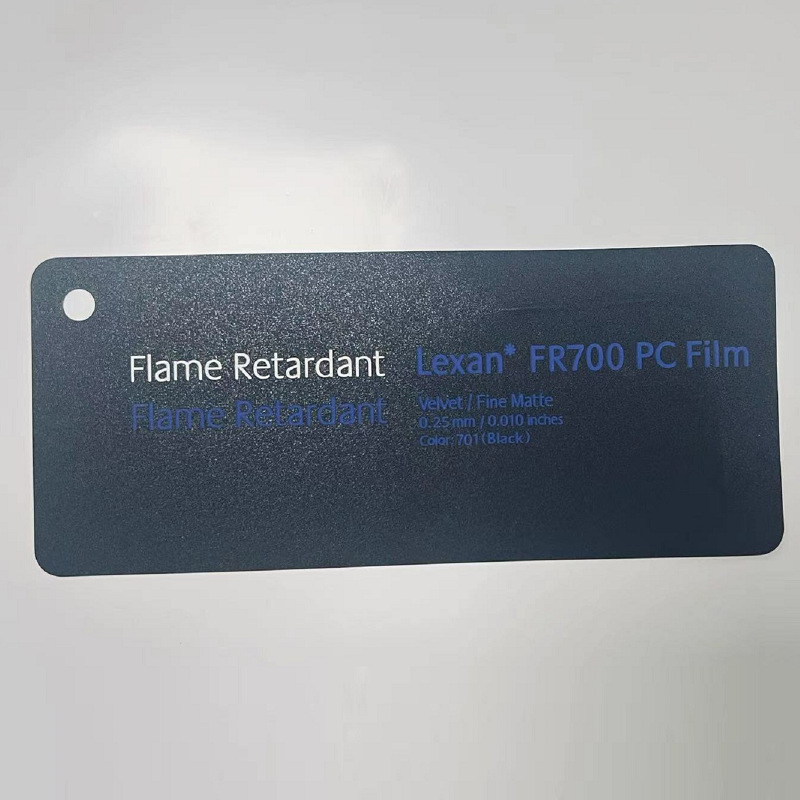 Flame Retardant
Flame Retardant
Lexan* FR700 PC Film
Velvet / Fine Matte
0.25 mm / 0.010 inches
Color: 701(Black)